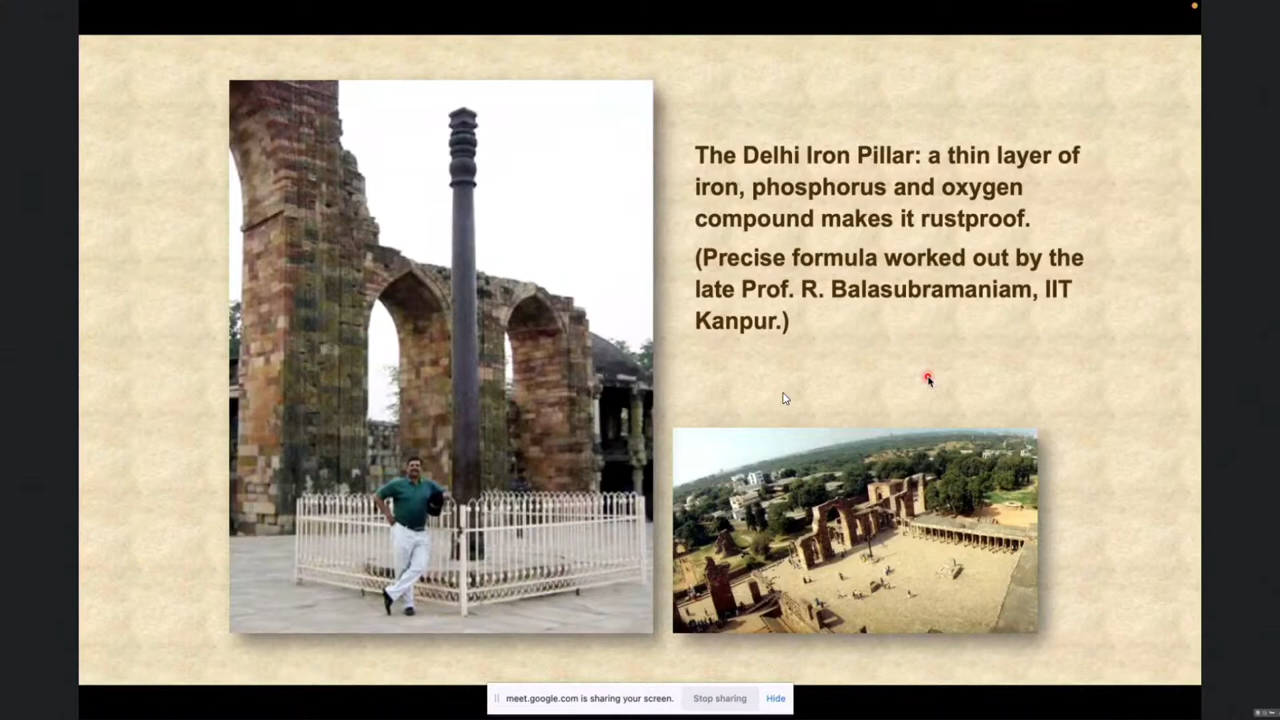 The Delhi Iron Pillar: a thin layer of
iron, phosphorus and oxygen
compound makes it rustproof.
(Precise formula worked out by the
late Prof. R. Balasubramaniam, IIT
Kanpur.)
meet.google.com is sharing your screen. Stop sharing Hide